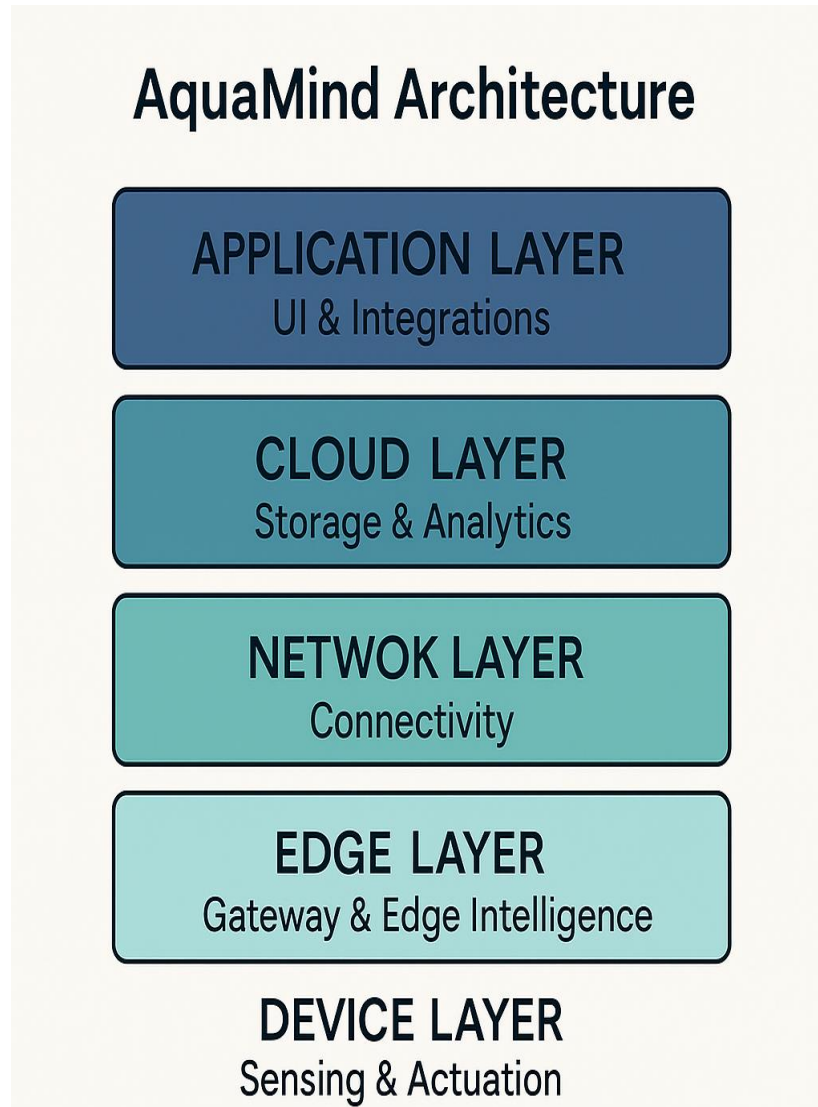 AquaMind Architecture
APPLICATION LAYER
UI & Integrations
CLOUD LAYER
Storage & Analytics
NETWOK LAYER
Connectivity
EDGE LAYER
Gateway & Edge Intelligence
DEVICE LAYER
Sensing & Actuation